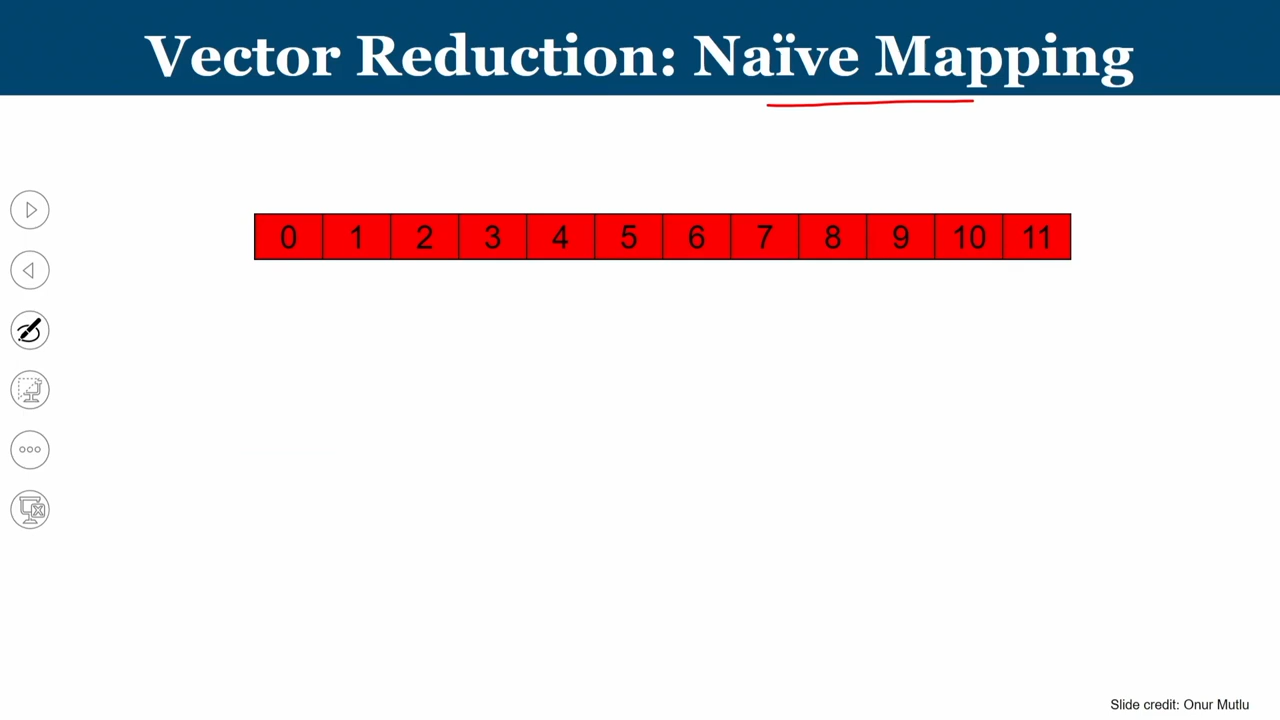 Vector Reduction: Naïve Mapping
0 1 2 3 4 5 6 7 8 9 10 11
Slide credit: Onur Mutlu